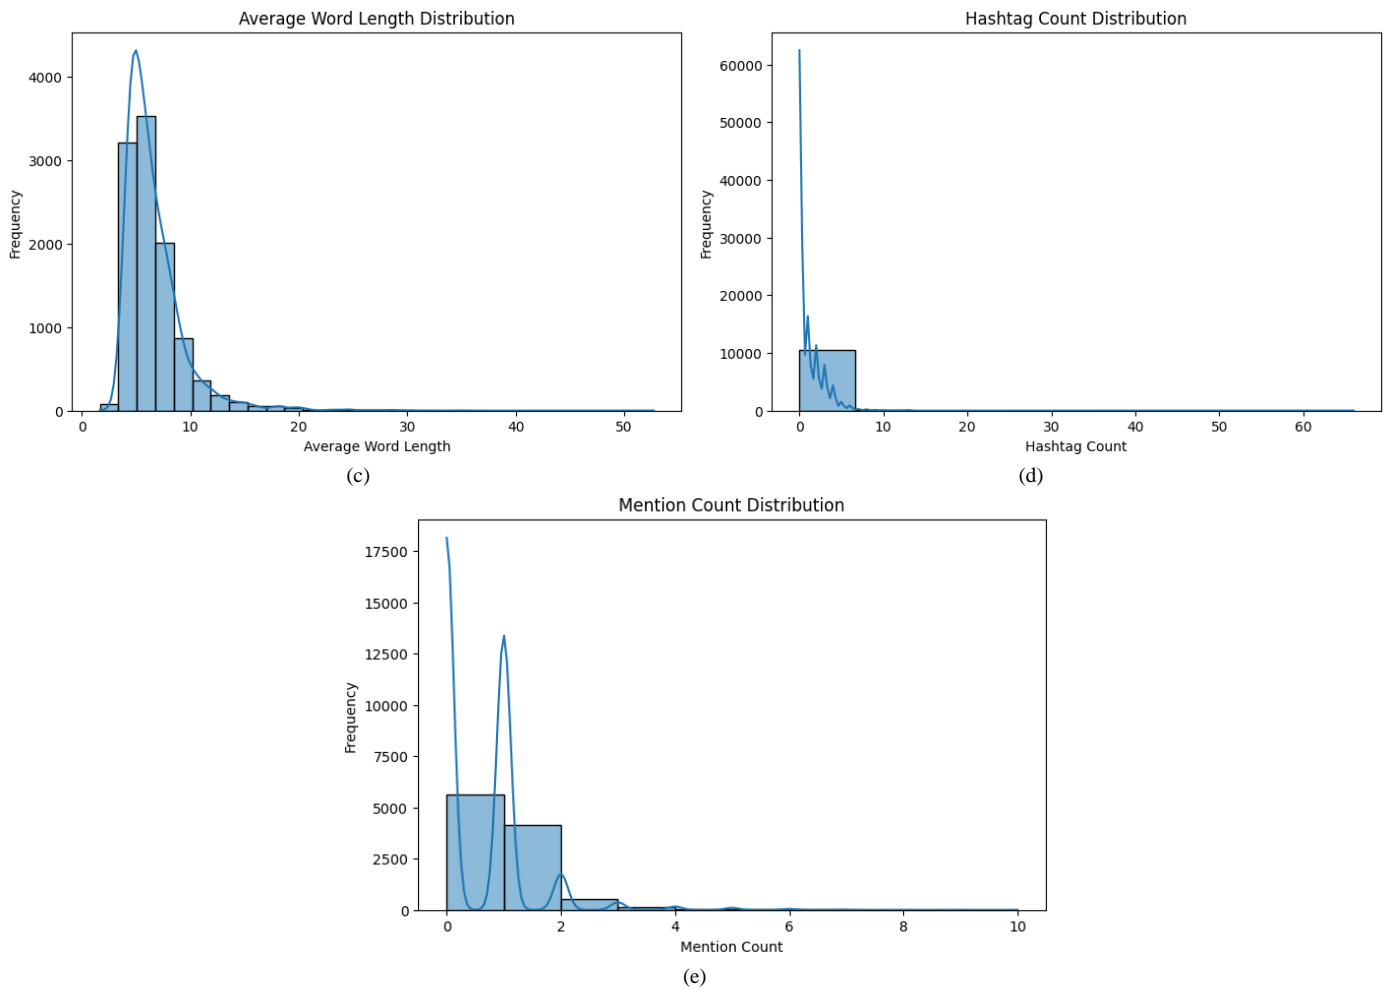 Average Word Length Distribution
4000
3000
2000
1000
0
Frequency
0 10 20 30 40 50
Average Word Length
(c)
Hashtag Count Distribution
60000
50000
40000
30000
20000
10000
0
Frequency
0 10 20 30 40 50 60
Hashtag Count
(d)
Mention Count Distribution
17500
15000
12500
10000
7500
5000
2500
0
Frequency
0 2 4 6 8 10
Mention Count
(e)